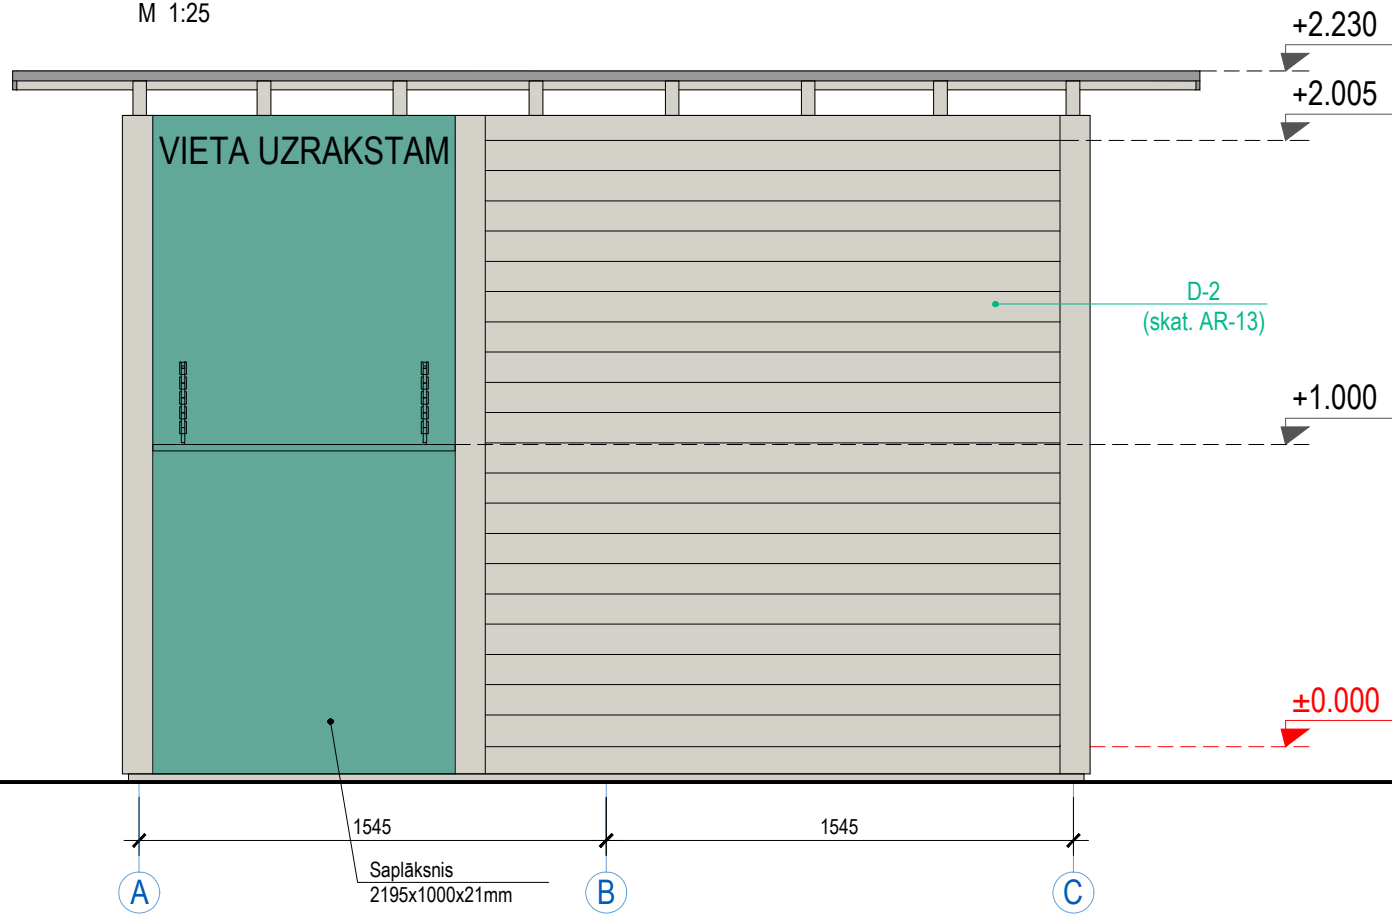 M 1:25
+2.230
+2.005
VIETA UZRAKSTAM
D-2
(skat. AR-13)
+1.000
±0.000
1545
1545
Saplāksnis
2195x1000x21mm
A
B
C